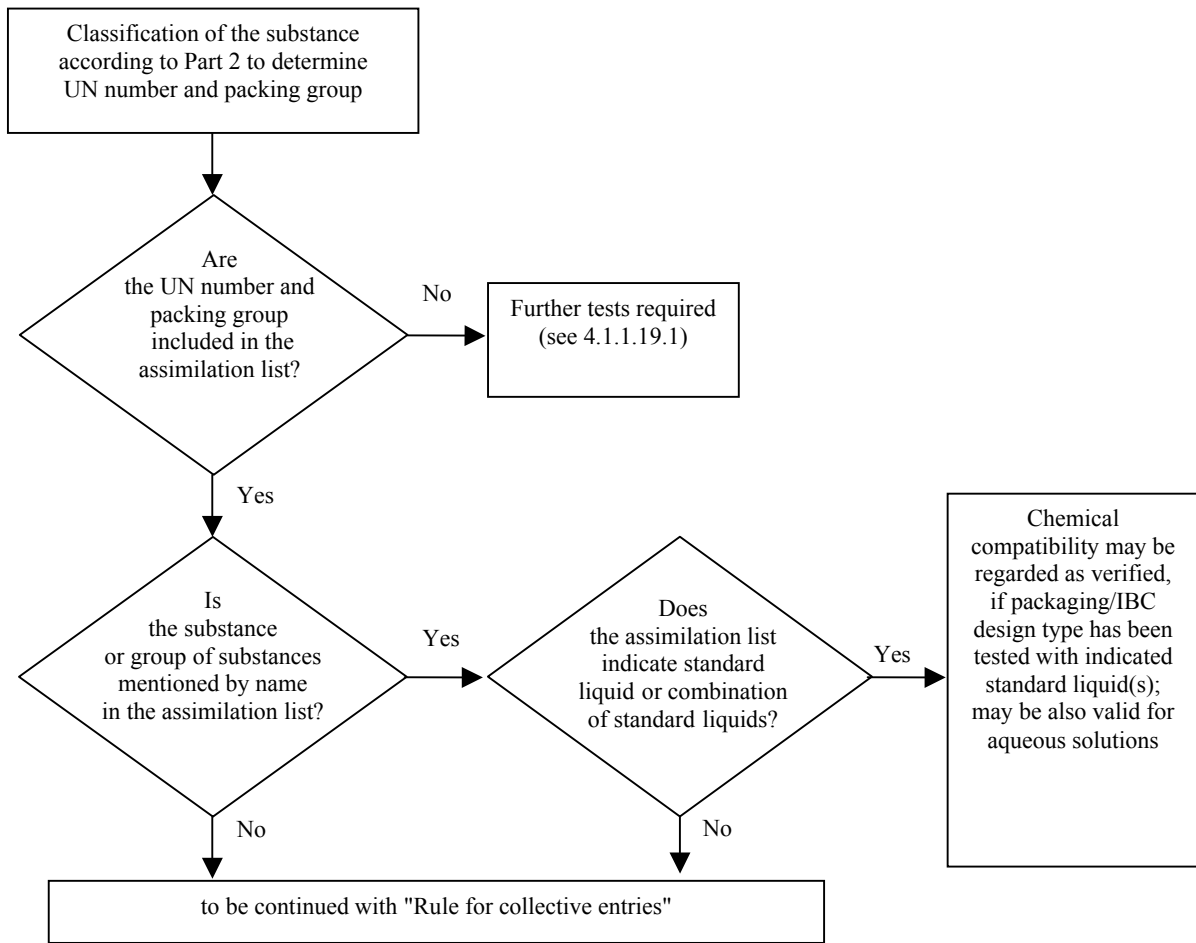 Classification of the substance
according to Part 2 to determine
UN number and packing group
Are
the UN number and
packing group
included in the
assimilation list?
No
Further tests required
(see 4.1.1.19.1)
Yes
Is
the substance
or group of substances
mentioned by name
in the assimilation list?
Yes
Does
the assimilation list
indicate standard
liquid or combination
of standard liquids?
Yes
Chemical
compatibility may be
regarded as verified,
if packaging/IBC
design type has been
tested with indicated
standard liquid(s);
may be also valid for
aqueous solutions
No
No
to be continued with "Rule for collective entries"